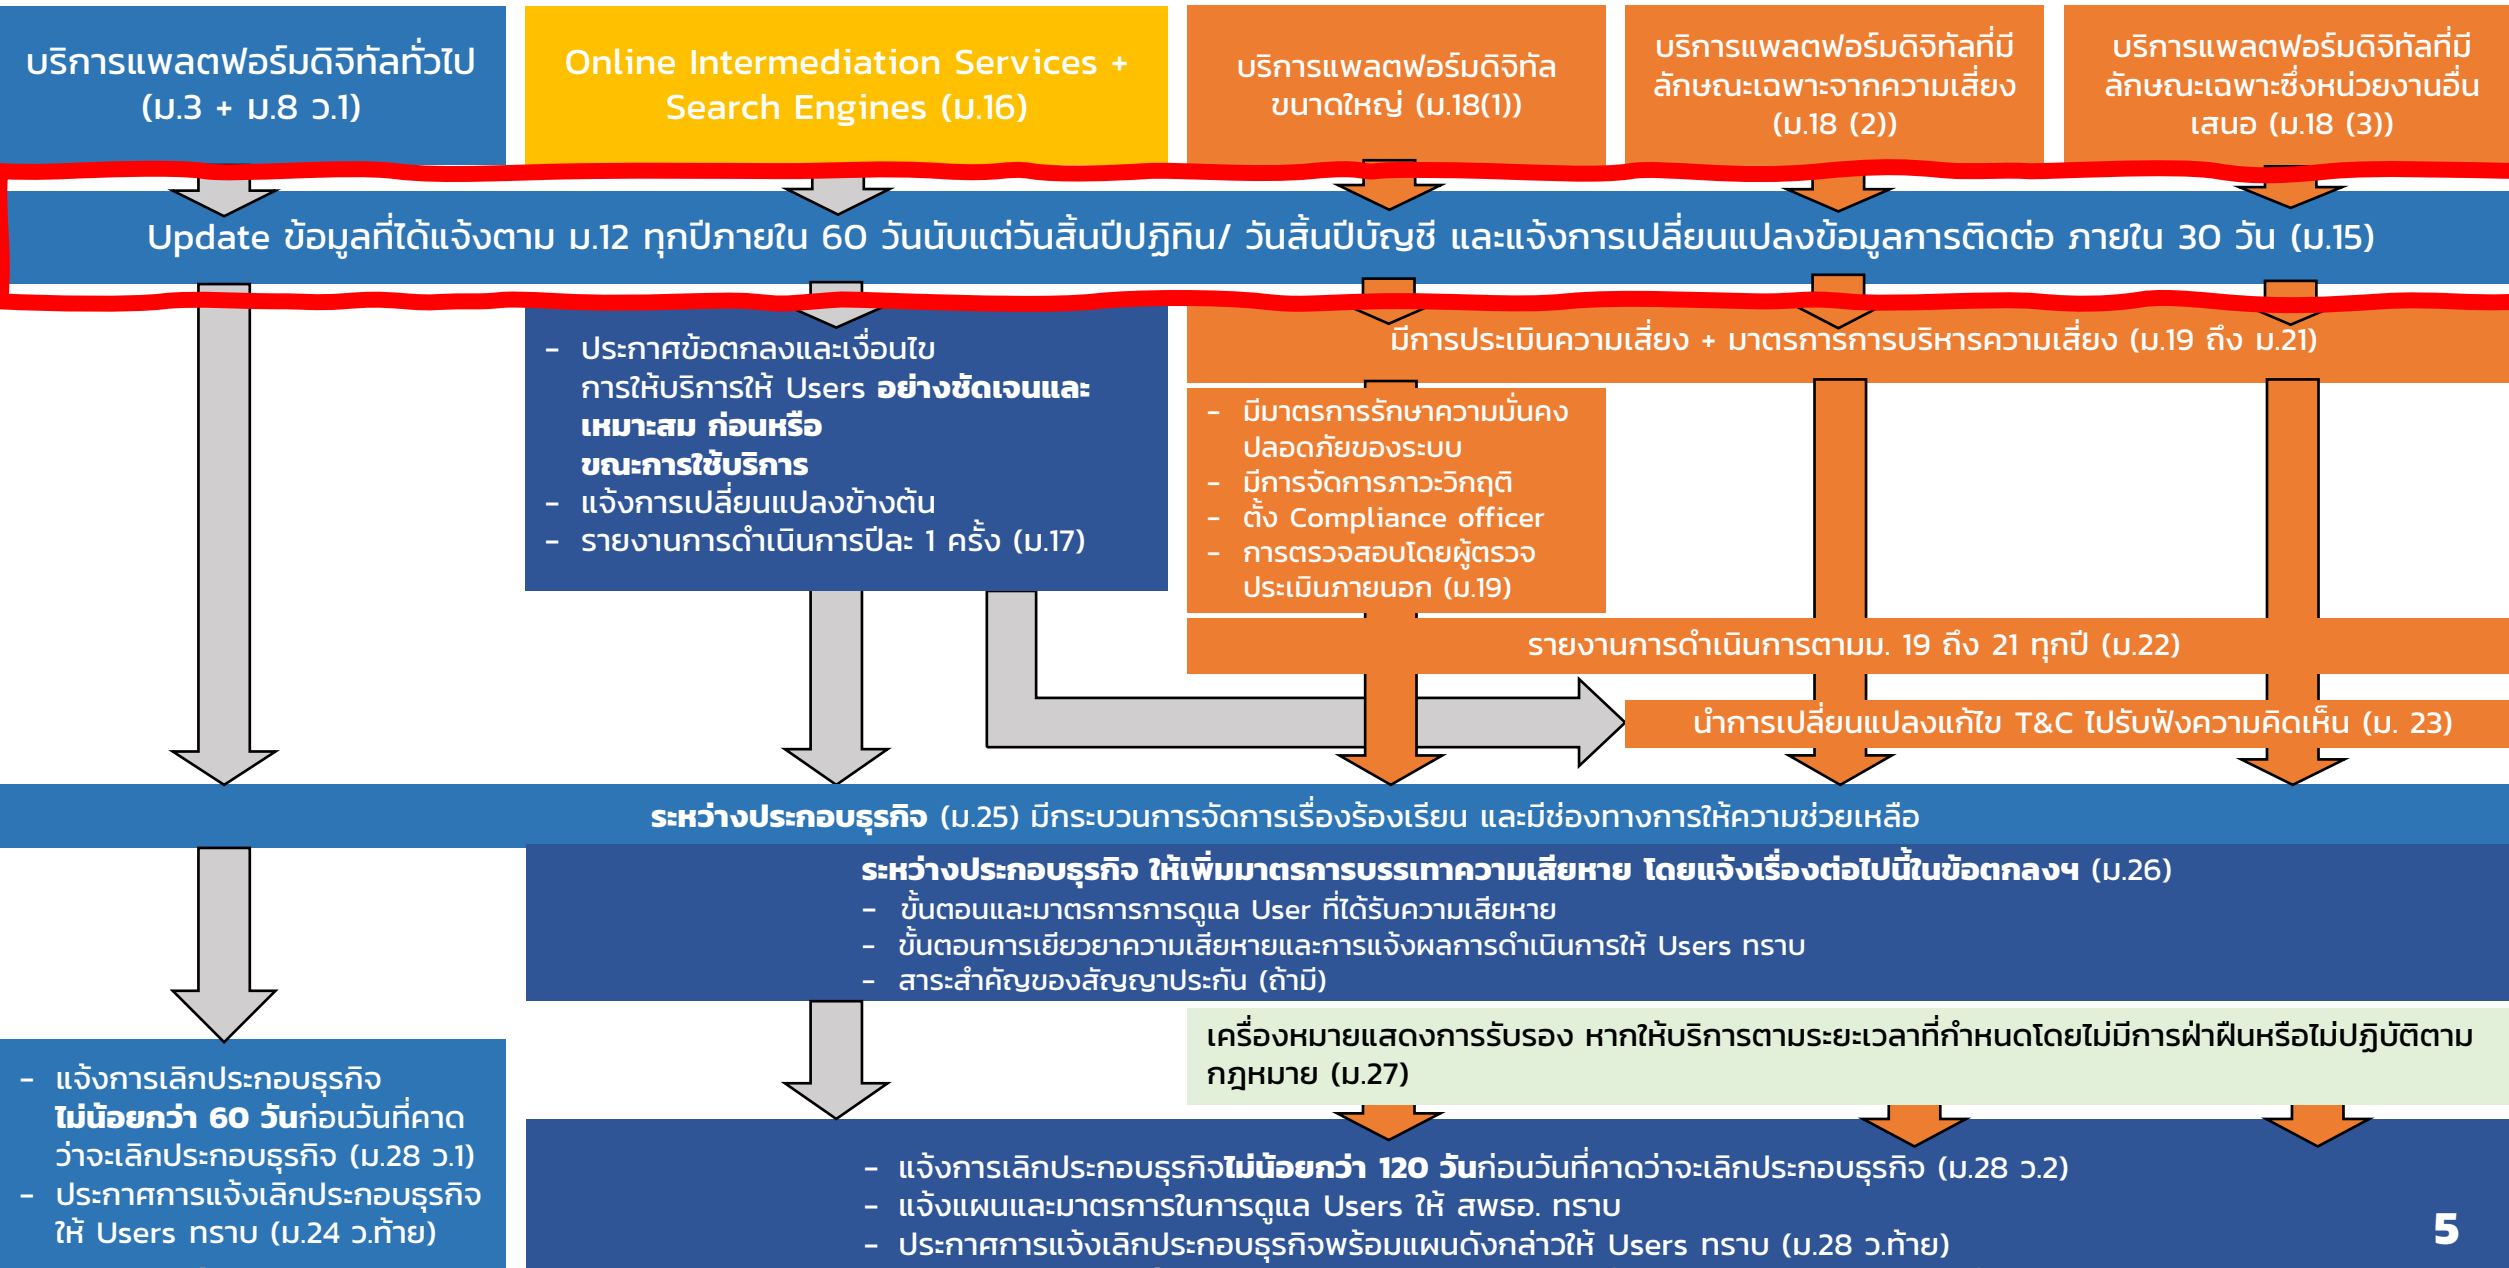 บริการแพลตฟอร์มดิจิทัลทั่วไป
(ม.3 + ม.8 ว.1)
Online Intermediation Services +
Search Engines (ม.16)
บริการแพลตฟอร์มดิจิทัล
ขนาดใหญ่ (ม.18(1))
บริการแพลตฟอร์มดิจิทัลที่มี
ลักษณะเฉพาะจากความเสี่ยง
(ม.18 (2))
บริการแพลตฟอร์มดิจิทัลที่มี
ลักษณะเฉพาะซึ่งหน่วยงานอื่น
เสนอ (ม.18 (3))
Update ข้อมูลที่ได้แจ้งตาม ม.12 ทุกปีภายใน 60 วันนับแต่วันสิ้นปีปฏิทิน/ วันสิ้นปีบัญชี และแจ้งการเปลี่ยนแปลงข้อมูลการติดต่อ ภายใน 30 วัน (ม.15)
- ประกาศข้อตกลงและเงื่อนไข
การให้บริการให้ Users อย่างชัดเจนและ
เหมาะสม ก่อนหรือ
ขณะการใช้บริการ
- แจ้งการเปลี่ยนแปลงข้างต้น
- รายงานการดำเนินการปีละ 1 ครั้ง (ม.17)
มีการประเมินความเสี่ยง + มาตรการการบริหารความเสี่ยง (ม.19 ถึง ม.21)
- มีมาตรการรักษาความมั่นคง
ปลอดภัยของระบบ
- มีการจัดการภาวะวิกฤติ
- ตั้ง Compliance officer
- การตรวจสอบโดยผู้ตรวจ
ประเมินภายนอก (ม.19)
รายงานการดำเนินการตามม. 19 ถึง 21 ทุกปี (ม.22)
นำการเปลี่ยนแปลงแก้ไข T&C ไปรับฟังความคิดเห็น (ม. 23)
ระหว่างประกอบธุรกิจ (ม.25) มีกระบวนการจัดการเรื่องร้องเรียน และมีช่องทางการให้ความช่วยเหลือ
ระหว่างประกอบธุรกิจ ให้เพิ่มมาตรการบรรเทาความเสียหาย โดยแจ้งเรื่องต่อไปนี้ในข้อตกลงฯ (ม.26)
- ขั้นตอนและมาตรการการดูแล User ที่ได้รับความเสียหาย
- ขั้นตอนการเยียวยาความเสียหายและการแจ้งผลการดำเนินการให้ Users ทราบ
- สาระสำคัญของสัญญาประกัน (ถ้ามี)
เครื่องหมายแสดงการรับรอง หากให้บริการตามระยะเวลาที่กำหนดโดยไม่มีการฝ่าฝืนหรือไม่ปฏิบัติตาม
กฎหมาย (ม.27)
- แจ้งการเลิกประกอบธุรกิจ
ไม่น้อยกว่า 60 วันก่อนวันที่คาด
ว่าจะเลิกประกอบธุรกิจ (ม.28 ว.1)
- ประกาศการแจ้งเลิกประกอบธุรกิจ
ให้ Users ทราบ (ม.24 ว.ท้าย)
- แจ้งการเลิกประกอบธุรกิจไม่น้อยกว่า 120 วันก่อนวันที่คาดว่าจะเลิกประกอบธุรกิจ (ม.28 ว.2)
- แจ้งแผนและมาตรการในการดูแล Users ให้ สพธอ. ทราบ
- ประกาศการแจ้งเลิกประกอบธุรกิจพร้อมแผนดังกล่าวให้ Users ทราบ (ม.28 ว.ท้าย)
5